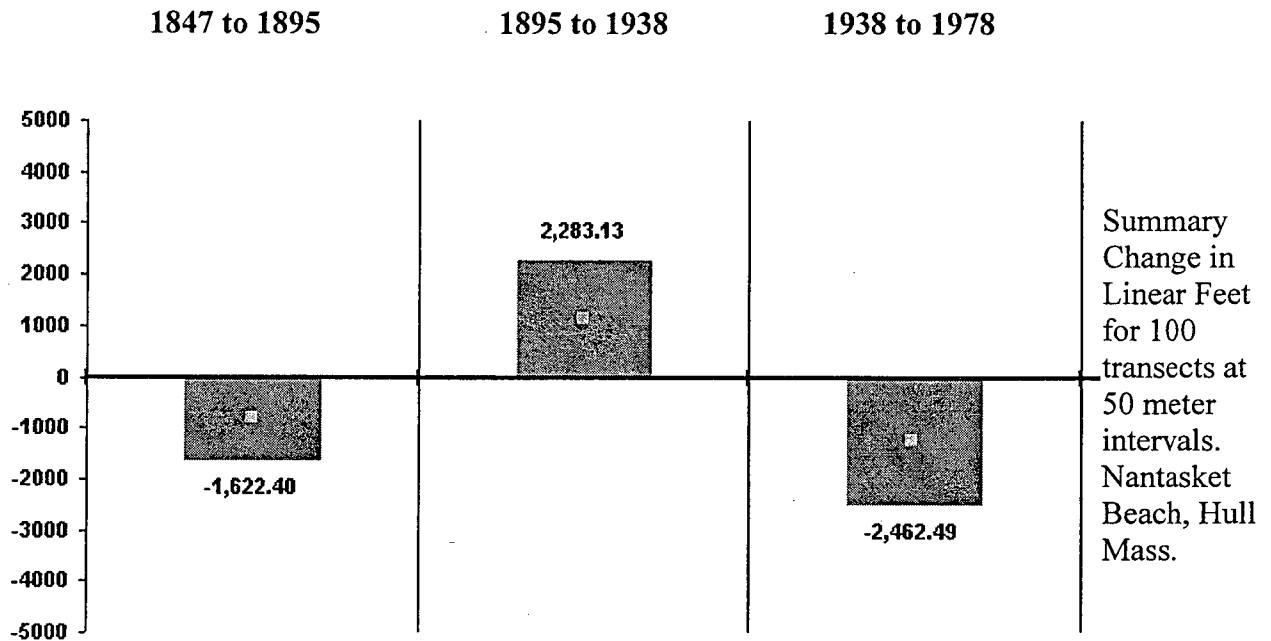 1847 to 1895
1895 to 1938
1938 to 1978
5000
4000
3000
2000
1000
0
-1000
-2000
-3000
-4000
-5000
-1,622.40
2,283.13
-2,462.49
Summary
Change in
Linear Feet
for 100
transects at
50 meter
intervals.
Nantasket
Beach, Hull
Mass.